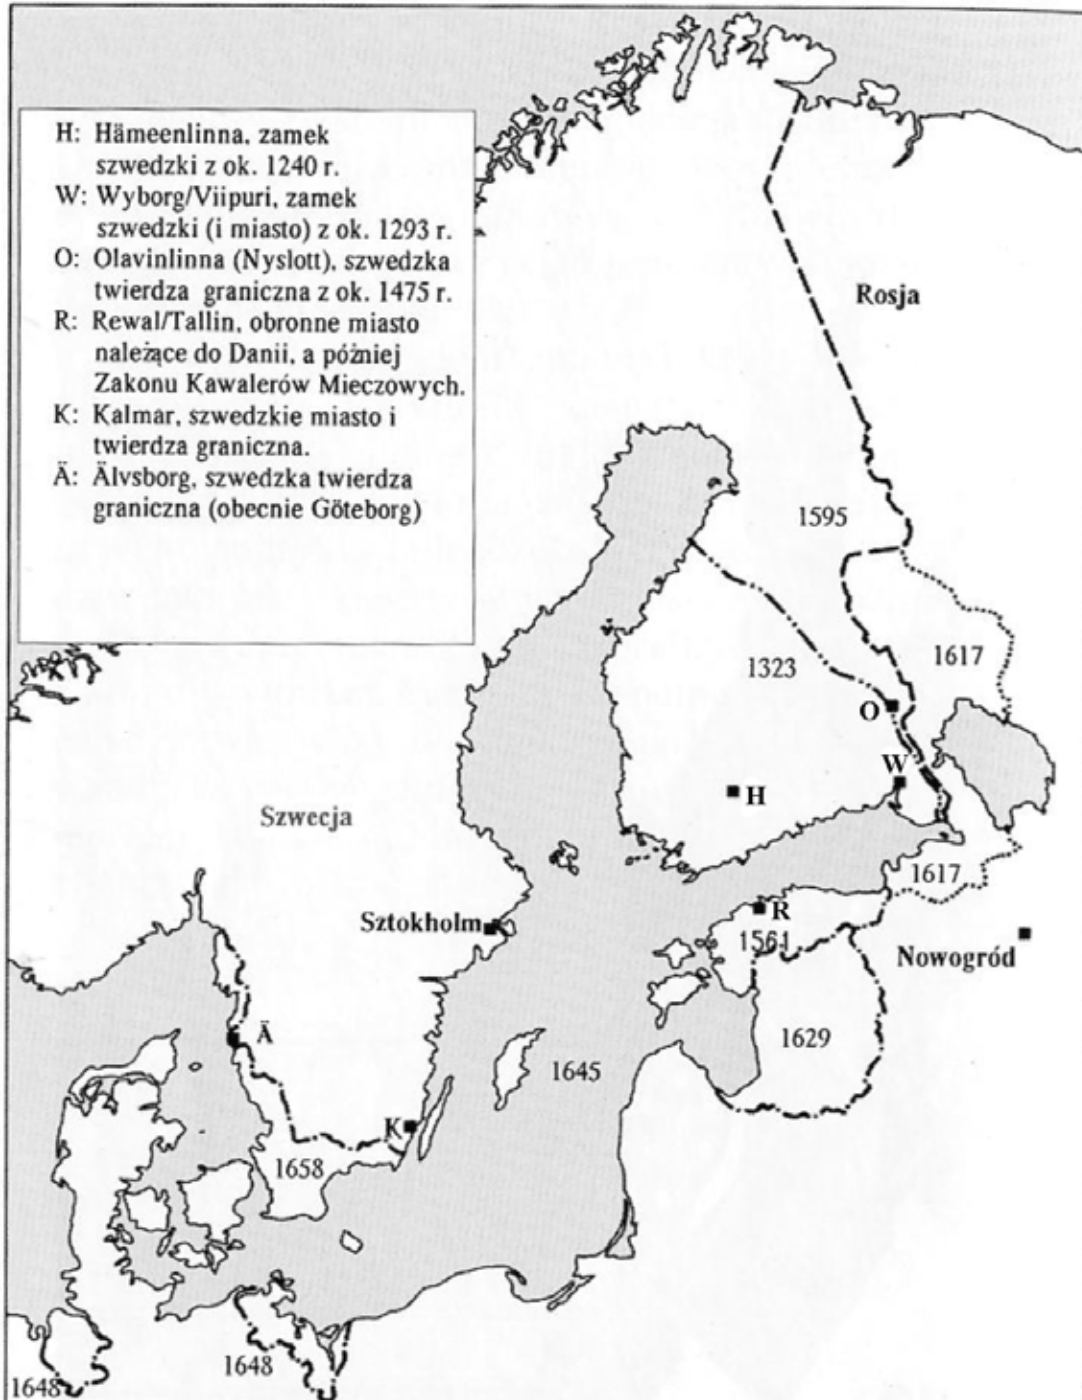 H: Hämeenlinna, zamek
szwedzki z ok. 1240 r.
W: Wyborg/Viipuri, zamek
szwedzki (i miasto) z ok. 1293 r.
O: Olavinlinna (Nyslott), szwedzka
twierdza graniczna z ok. 1475 r.
R: Rewal/Tallin, obronne miasto
należące do Danii, a później
Zakonu Kawalerów Mieczowych.
K: Kalmar, szwedzkie miasto i
twierdza graniczna.
Ä: Älvsborg, szwedzka twierdza
graniczna (obecnie Göteborg)
Rosja
1595
1617
1323
O
W
H
Szwecja
1617
Sztokholm
R
1561
Nowogród
1629
Ä
1645
K
1658
1648
1648